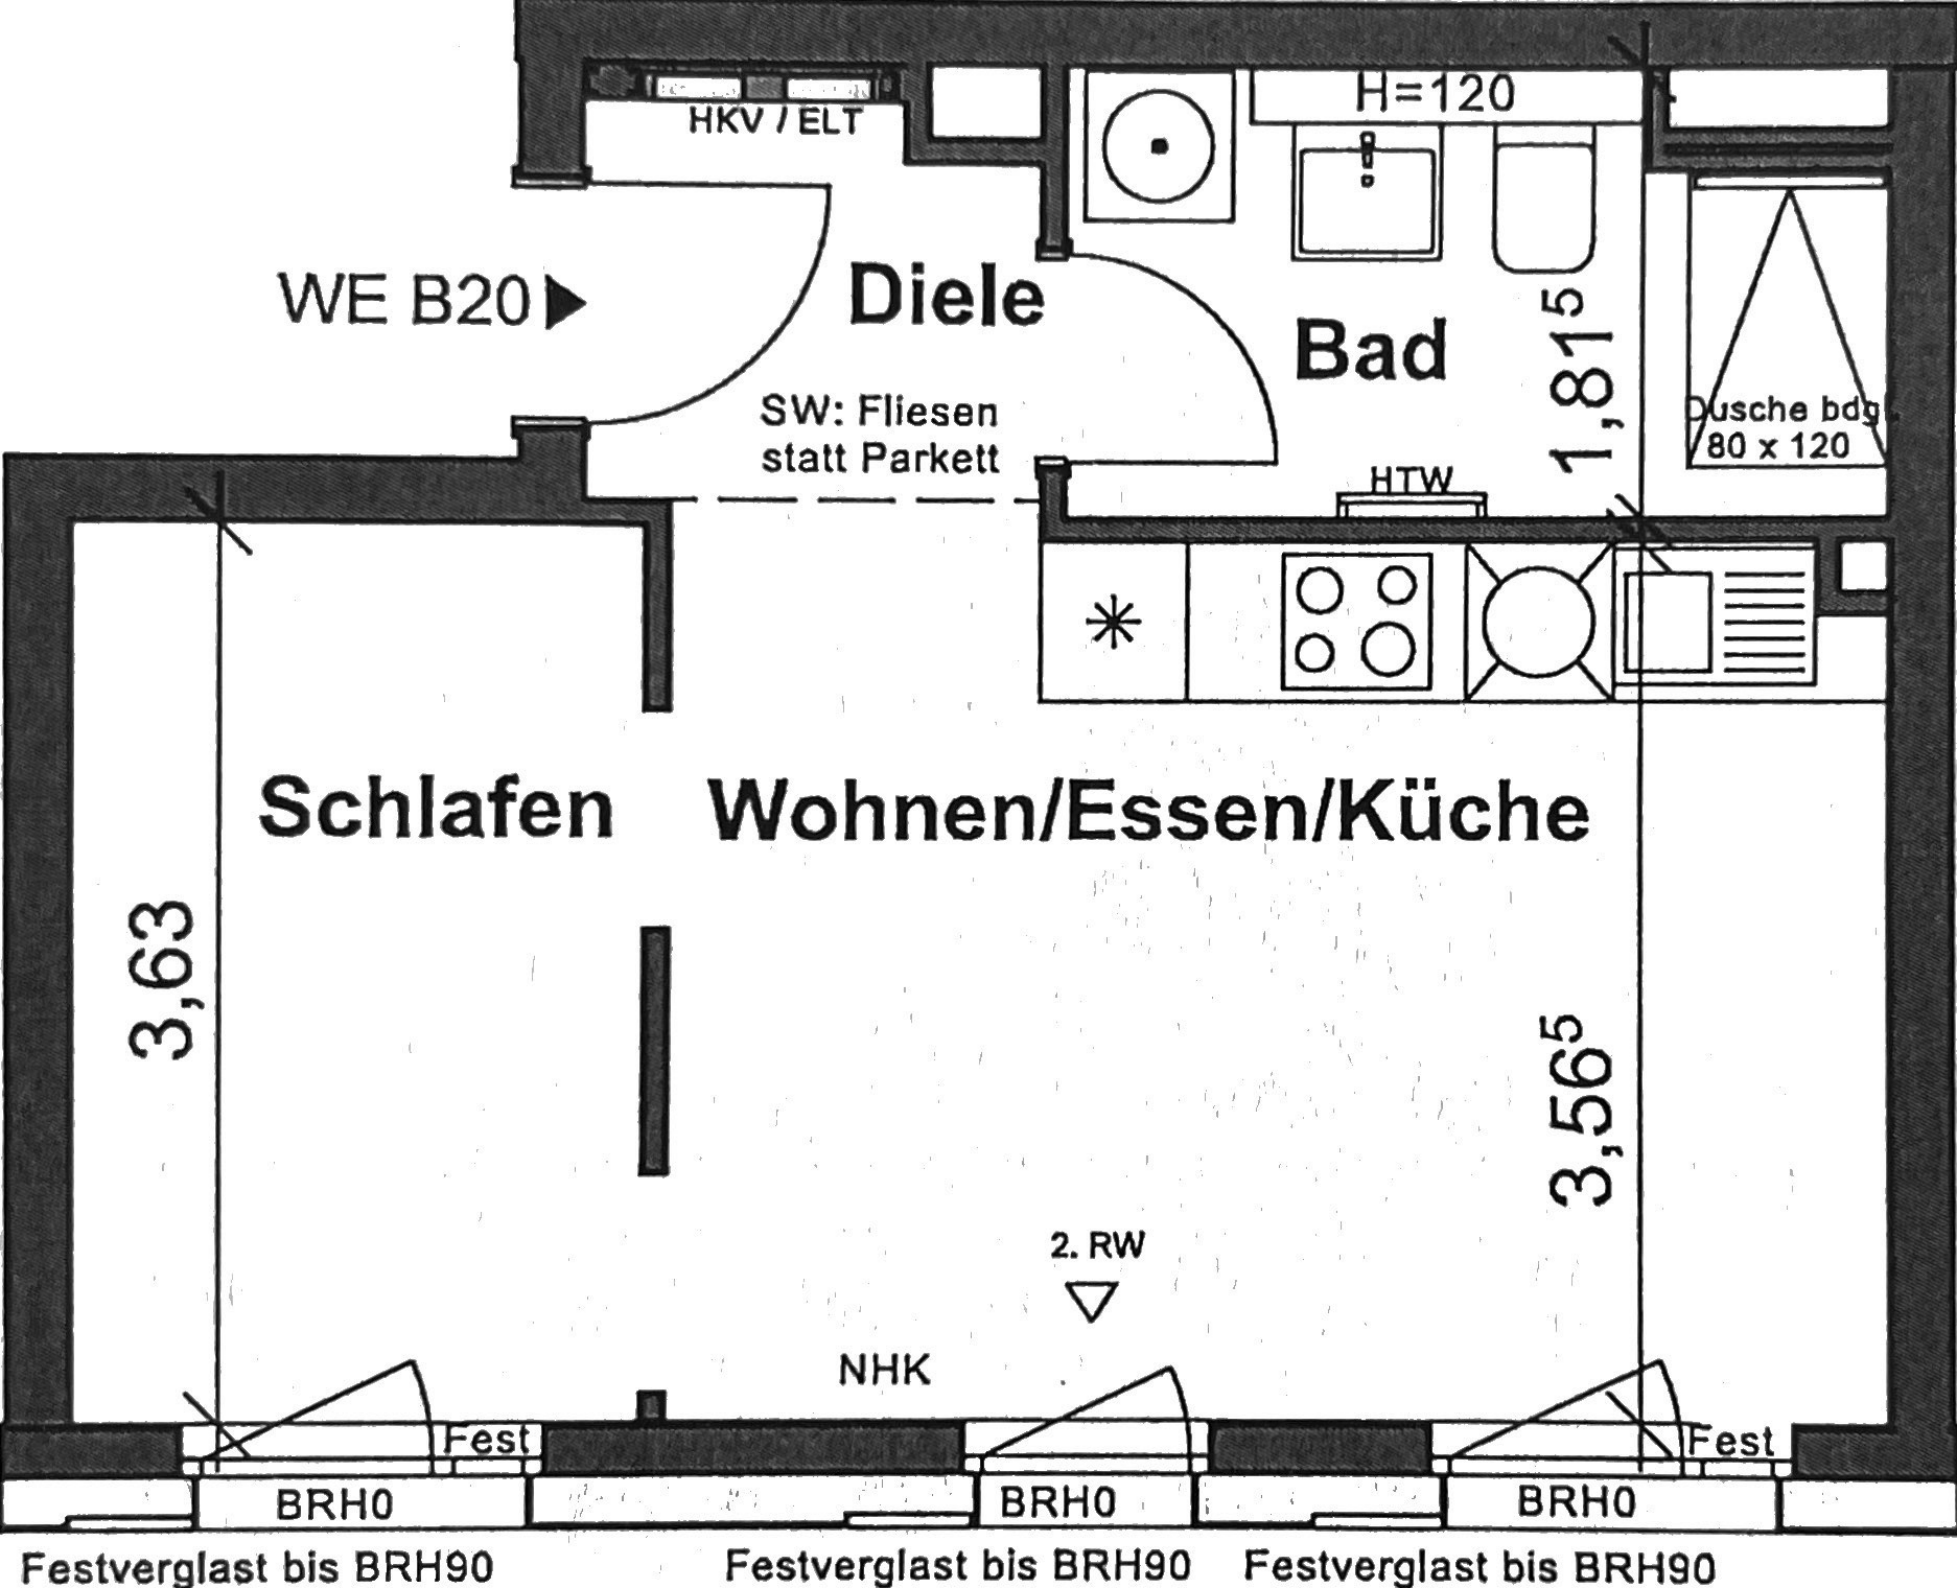 H=120
HKV / ELT
WE B20
Diele
Bad
1,81⁵
SW: Fliesen
statt Parkett
Dusche bdgl.
80 x 120
HTW
Schlafen
Wohnen/Essen/Küche
3,63
3,56⁵
2. RW
NHK
Fest
Fest
BRH0
BRH0
BRH0
Festverglast bis BRH90
Festverglast bis BRH90
Festverglast bis BRH90